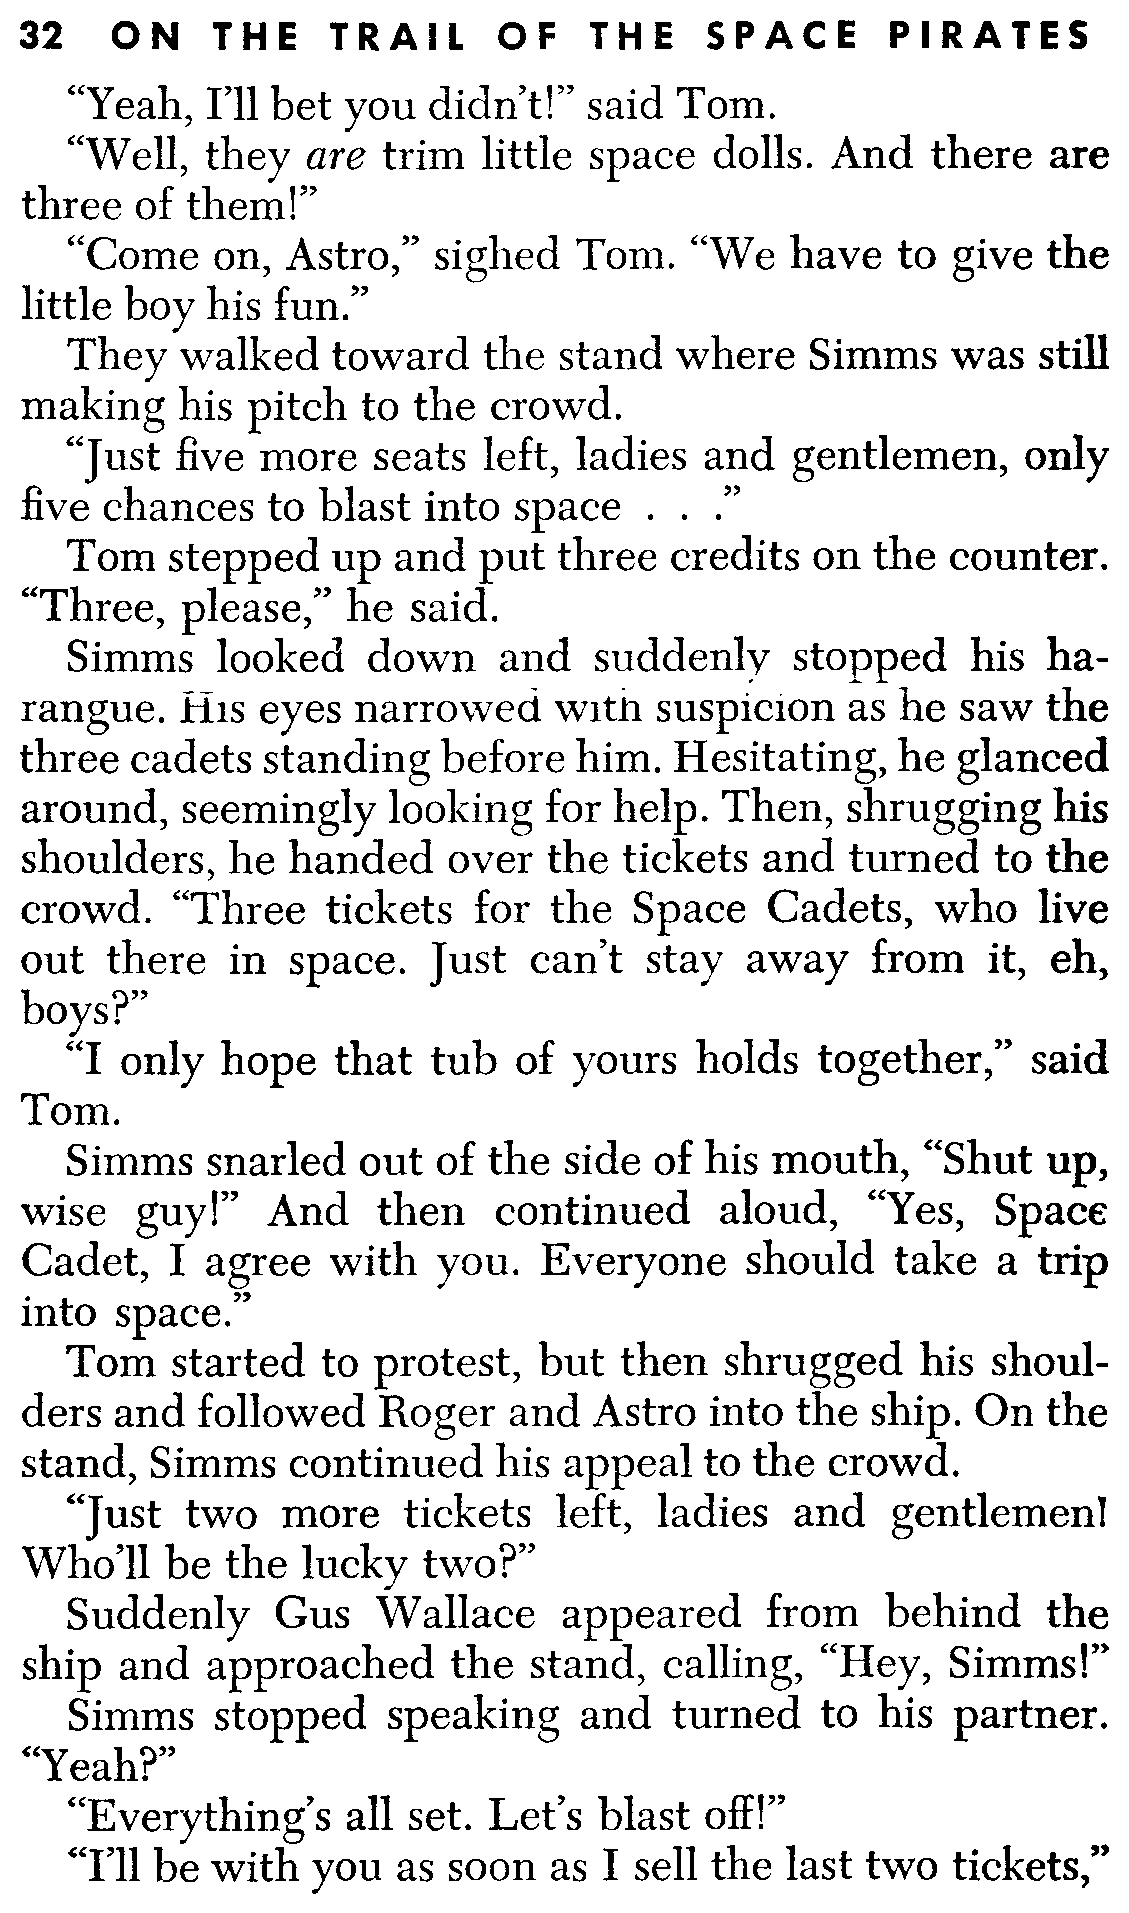 32 ON THE TRAIL OF THE SPACE PIRATES
“Yeah, I’ll bet you didn’t!” said Tom.
“Well, they are trim little space dolls. And there are
three of them!”
“Come on, Astro,” sighed Tom. “We have to give the
little boy his fun.”
They walked toward the stand where Simms was still
making his pitch to the crowd.
“Just five more seats left, ladies and gentlemen, only
five chances to blast into space . . .”
Tom stepped up and put three credits on the counter.
“Three, please,” he said.
Simms looked down and suddenly stopped his ha-
rangue. His eyes narrowed with suspicion as he saw the
three cadets standing before him. Hesitating, he glanced
around, seemingly looking for help. Then, shrugging his
shoulders, he handed over the tickets and turned to the
crowd. “Three tickets for the Space Cadets, who live
out there in space. Just can’t stay away from it, eh,
boys?”
“I only hope that tub of yours holds together,” said
Tom.
Simms snarled out of the side of his mouth, “Shut up,
wise guy!” And then continued aloud, “Yes, Space
Cadet, I agree with you. Everyone should take a trip
into space.”
Tom started to protest, but then shrugged his shoul-
ders and followed Roger and Astro into the ship. On the
stand, Simms continued his appeal to the crowd.
“Just two more tickets left, ladies and gentlemen!
Who’ll be the lucky two?”
Suddenly Gus Wallace appeared from behind the
ship and approached the stand, calling, “Hey, Simms!”
Simms stopped speaking and turned to his partner.
“Yeah?”
“Everything’s all set. Let’s blast off!”
“I’ll be with you as soon as I sell the last two tickets,”